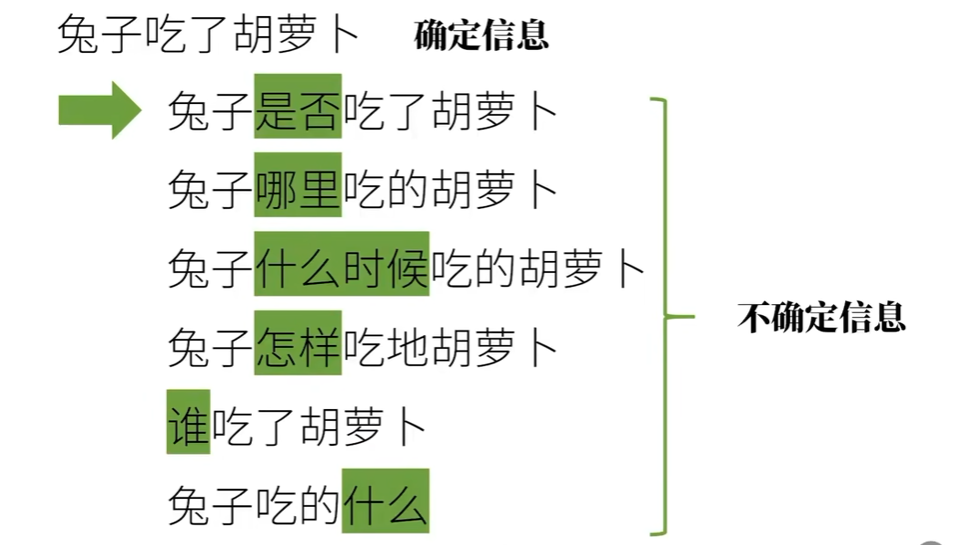 兔子吃了胡萝卜 确定信息
兔子是否吃了胡萝卜
兔子哪里吃的胡萝卜
兔子什么时候吃的胡萝卜
不确定信息
兔子怎样吃地胡萝卜
谁吃了胡萝卜
兔子吃的什么